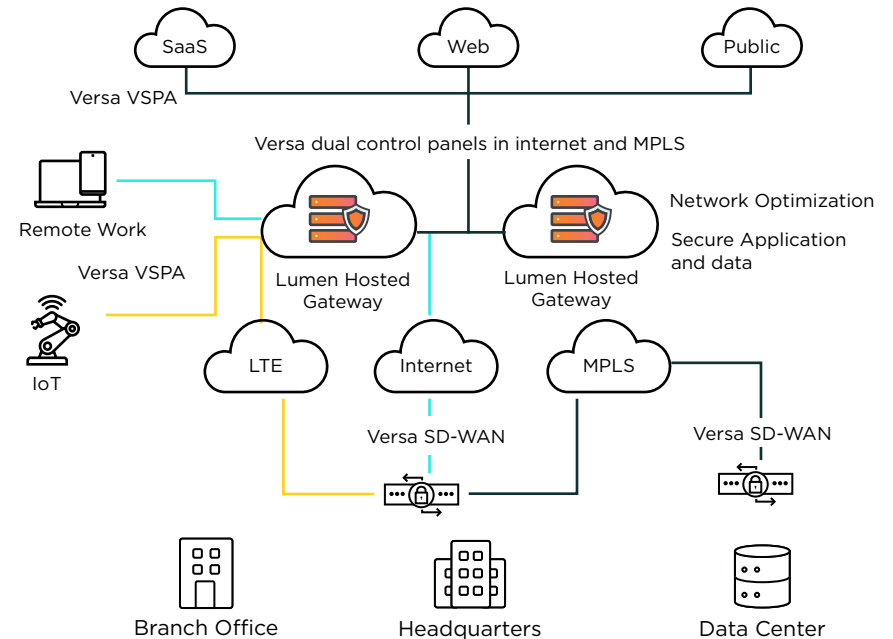 SaaS
Web
Public
Versa VSPA
Versa dual control panels in internet and MPLS
Network Optimization
Remote Work
Secure Application
and data
Versa VSPA
Lumen Hosted
Gateway
Lumen Hosted
Gateway
IoT
LTE
Internet
MPLS
Versa SD-WAN
Versa SD-WAN
Branch Office
Headquarters
Data Center